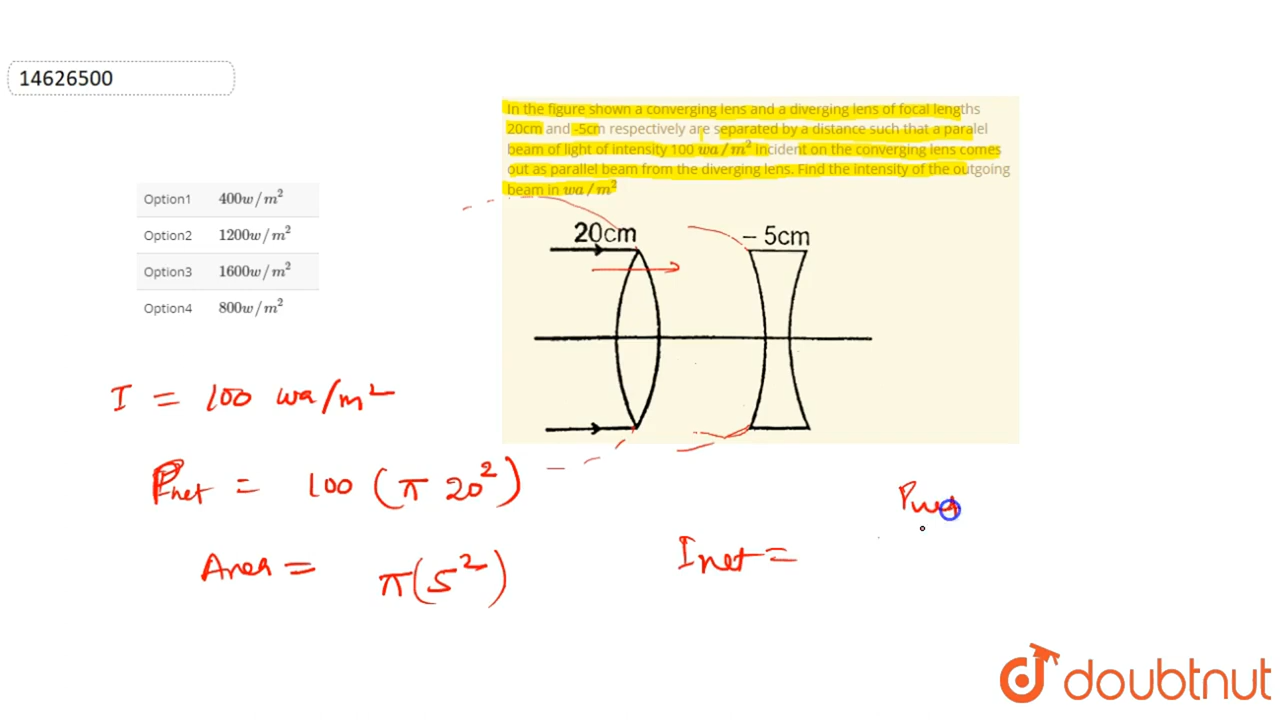 14626500
In the figure shown a converging lens and a diverging lens of focal lengths
20cm and -5cm respectively are separated by a distance such that a paralel
beam of light of intensity 100 wa/m² incident on the converging lens comes
out as parallel beam from the diverging lens. Find the intensity of the outgoing
beam in wa/m²
Option1 400w/m²
Option2 1200w/m²
Option3 1600w/m²
Option4 800w/m²
20cm
– 5cm
I = 100 wa/m²
Pnet = 100 (π 20²)
Area = π(5²)
Inet =
doubtnut